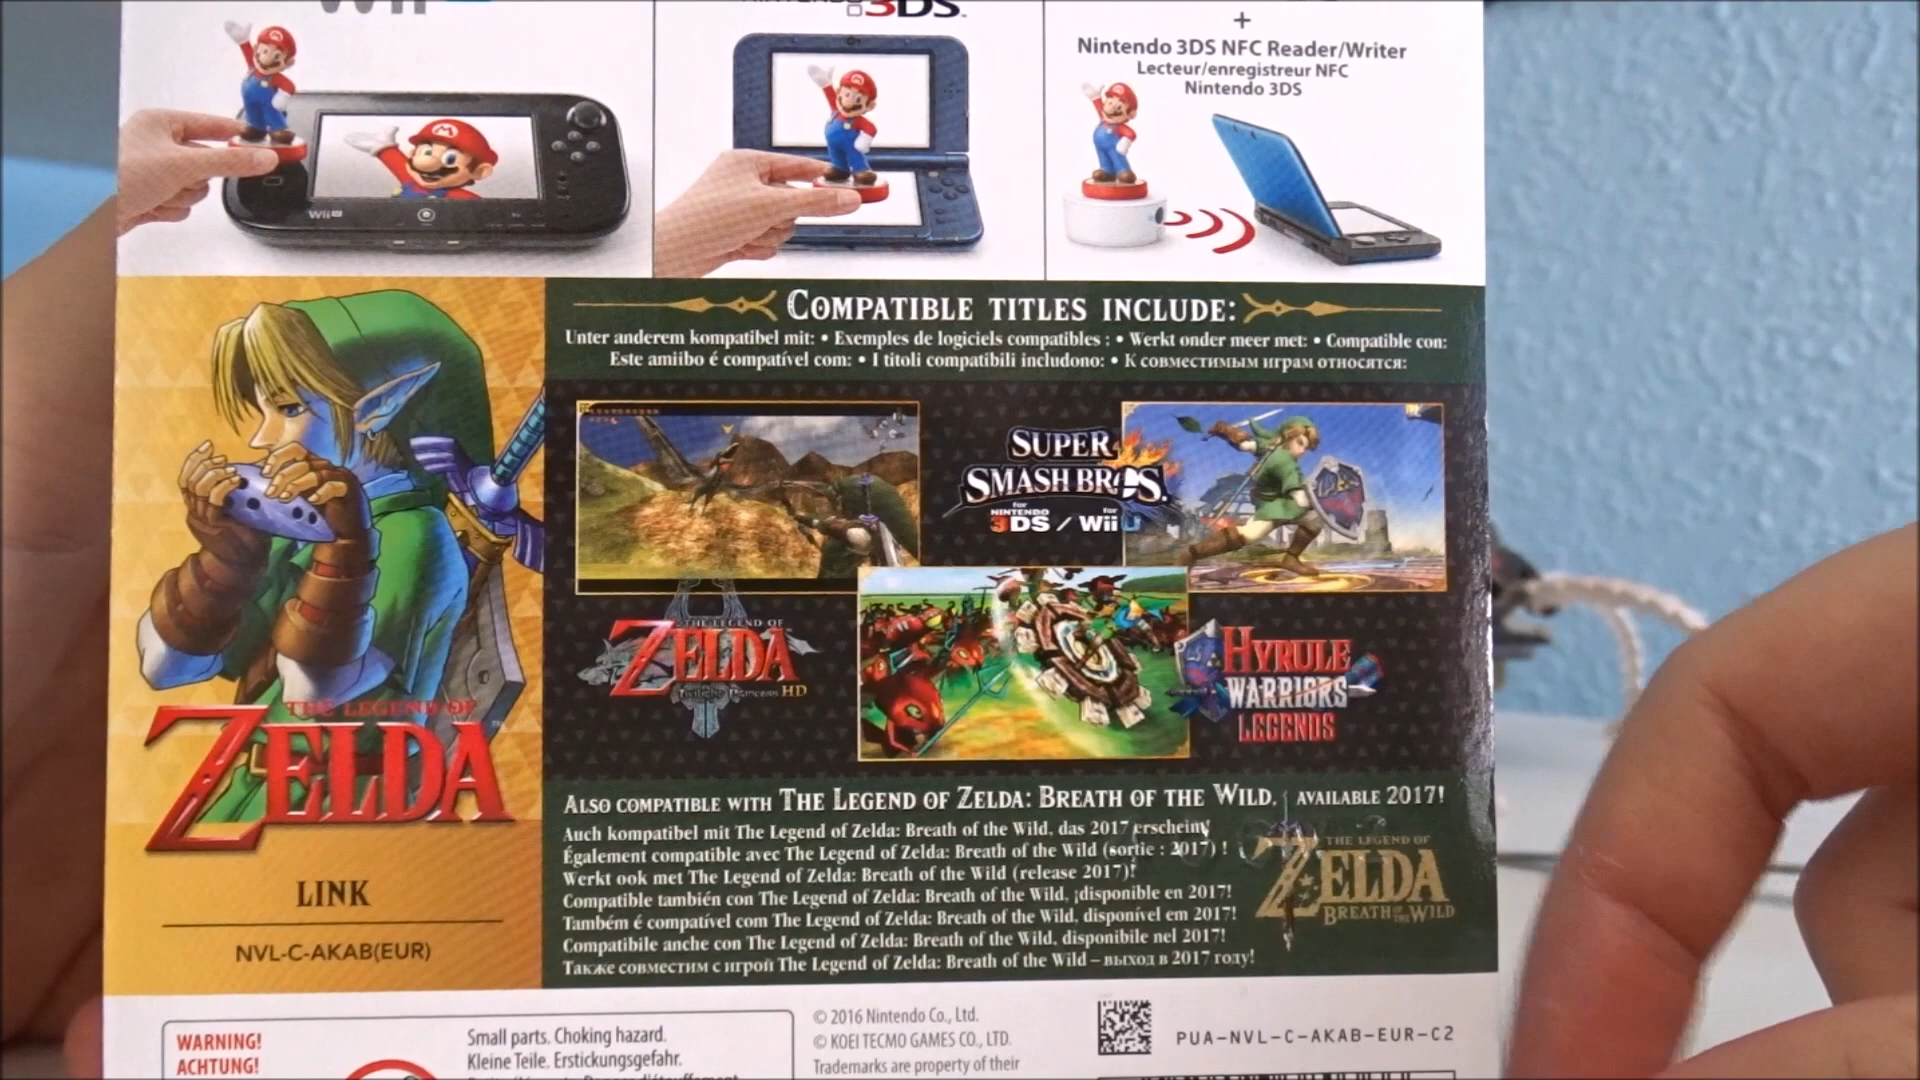 Wii
NINTENDO 3DS™
+
Nintendo 3DS NFC Reader/Writer
Lecteur/enregistreur NFC
Nintendo 3DS
Wii U
COMPATIBLE TITLES INCLUDE:
Unter anderem kompatibel mit: • Exemples de logiciels compatibles : • Werkt onder meer met: • Compatible con:
Este amiibo é compatível com: • I titoli compatibili includono: • К совместимым играм относятся:
SUPER
SMASH BROS.
for NINTENDO 3DS / for Wii U
THE LEGEND OF
ZELDA
Twilight Princess HD
HYRULE
WARRIORS
LEGENDS
THE LEGEND OF
ZELDA™
LINK
NVL-C-AKAB(EUR)
ALSO COMPATIBLE WITH THE LEGEND OF ZELDA: BREATH OF THE WILD, AVAILABLE 2017!
Auch kompatibel mit The Legend of Zelda: Breath of the Wild, das 2017 erscheint!
Également compatible avec The Legend of Zelda: Breath of the Wild (sortie : 2017) !
Werkt ook met The Legend of Zelda: Breath of the Wild (release 2017)!
Compatible también con The Legend of Zelda: Breath of the Wild, ¡disponible en 2017!
Também é compatível com The Legend of Zelda: Breath of the Wild, disponível em 2017!
Compatibile anche con The Legend of Zelda: Breath of the Wild, disponibile nel 2017!
Также совместим с игрой The Legend of Zelda: Breath of the Wild – выход в 2017 году!
THE LEGEND OF
ZELDA
BREATH OF THE WILD
WARNING!
ACHTUNG!
Small parts. Choking hazard.
Kleine Teile. Erstickungsgefahr.
© 2016 Nintendo Co., Ltd.
© KOEI TECMO GAMES CO., LTD.
Trademarks are property of their
PUA-NVL-C-AKAB-EUR-C2